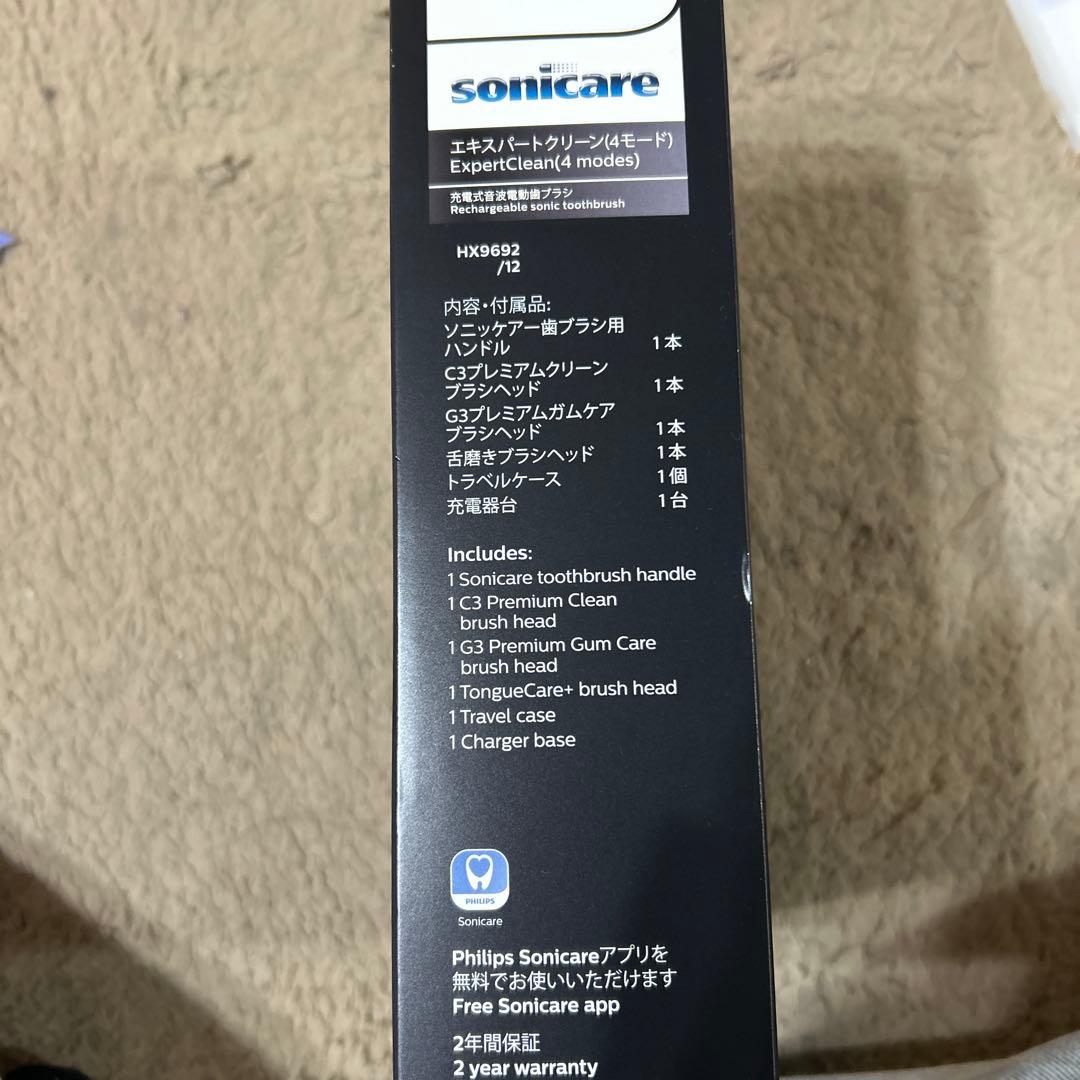 sonicare
エキスパートクリーン(4モード)
ExpertClean(4 modes)
充電式音波電動歯ブラシ
Rechargeable sonic toothbrush
HX9692
/12
内容・付属品:
ソニッケアー歯ブラシ用
ハンドル 1本
C3プレミアムクリーン
ブラシヘッド 1本
G3プレミアムガムケア
ブラシヘッド 1本
舌磨きブラシヘッド 1本
トラベルケース 1個
充電器台 1台
Includes:
1 Sonicare toothbrush handle
1 C3 Premium Clean
brush head
1 G3 Premium Gum Care
brush head
1 TongueCare+ brush head
1 Travel case
1 Charger base
PHILIPS
Sonicare
Philips Sonicareアプリを
無料でお使いいただけます
Free Sonicare app
2年間保証
2 year warranty